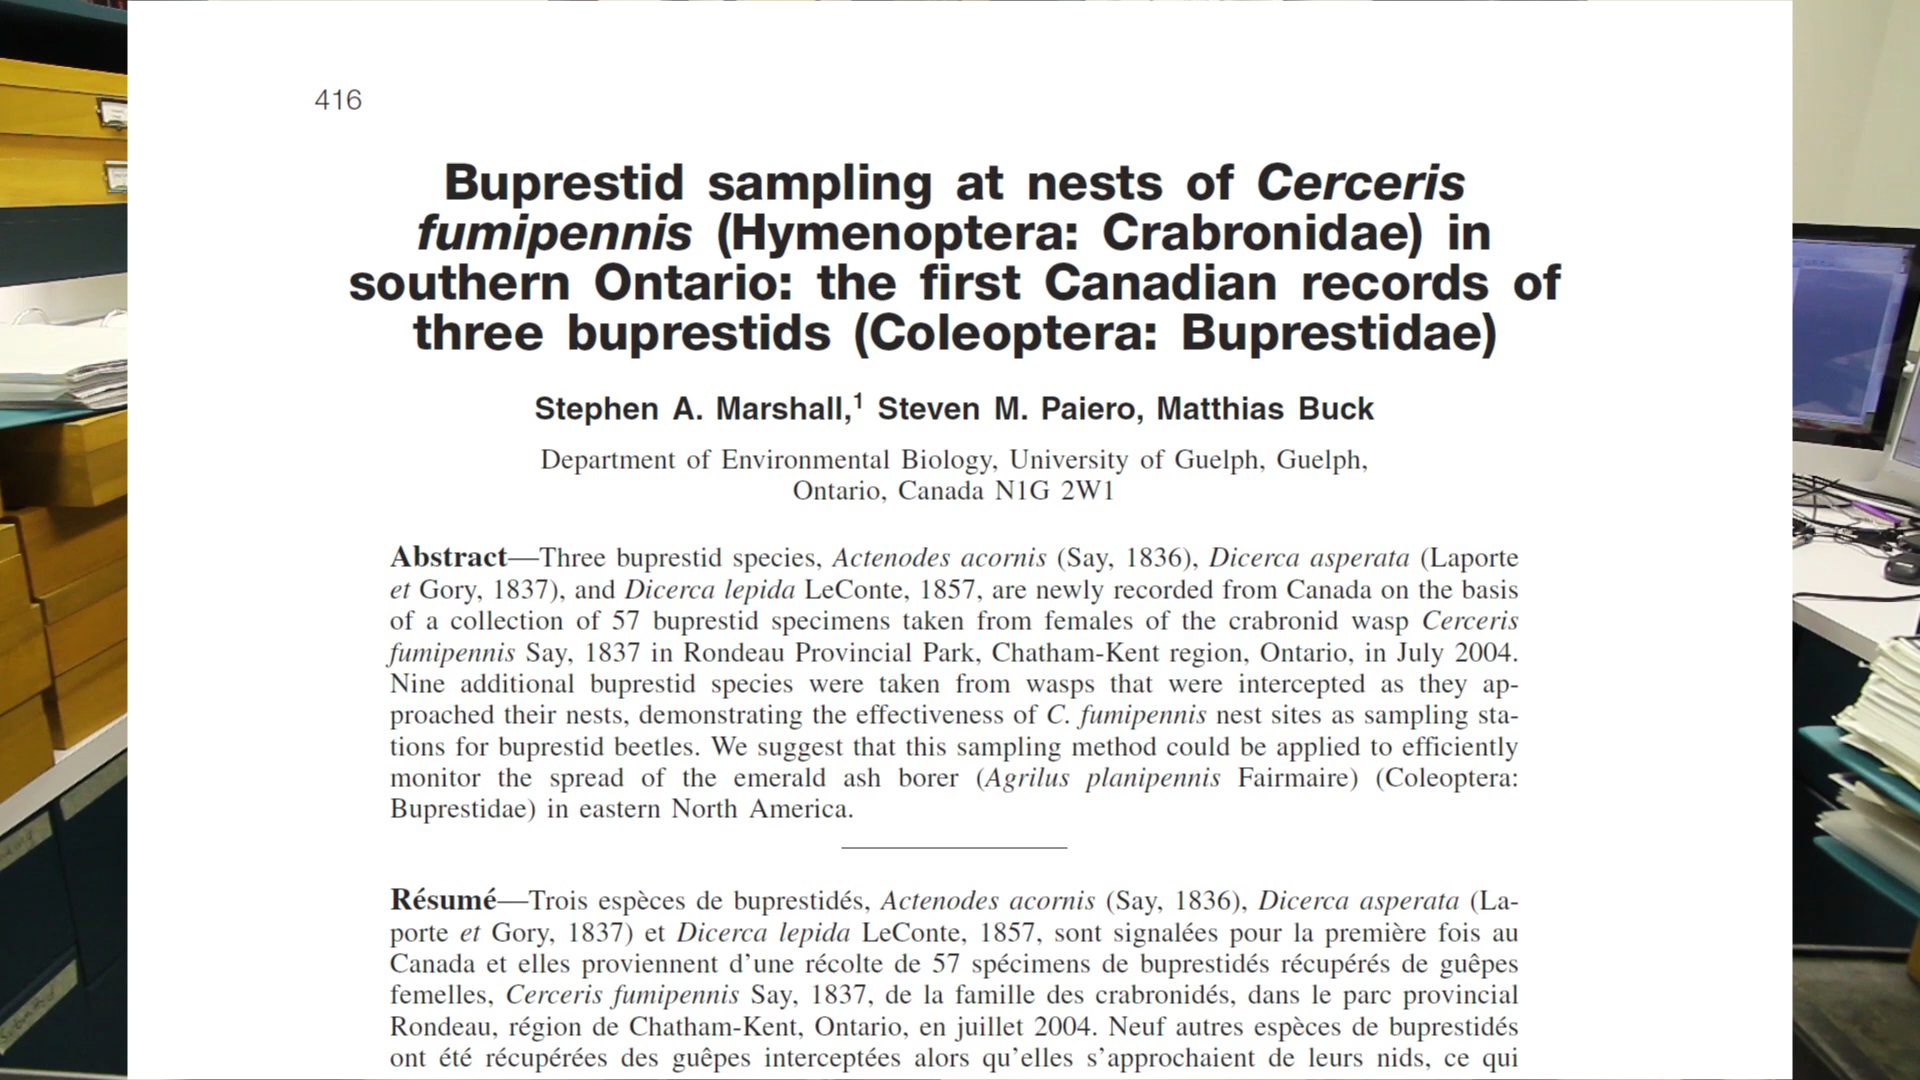 416
Buprestid sampling at nests of Cerceris
fumipennis (Hymenoptera: Crabronidae) in
southern Ontario: the first Canadian records of
three buprestids (Coleoptera: Buprestidae)
Stephen A. Marshall,1 Steven M. Paiero, Matthias Buck
Department of Environmental Biology, University of Guelph, Guelph,
Ontario, Canada N1G 2W1
Abstract—Three buprestid species, Actenodes acornis (Say, 1836), Dicerca asperata (Laporte
et Gory, 1837), and Dicerca lepida LeConte, 1857, are newly recorded from Canada on the basis
of a collection of 57 buprestid specimens taken from females of the crabronid wasp Cerceris
fumipennis Say, 1837 in Rondeau Provincial Park, Chatham-Kent region, Ontario, in July 2004.
Nine additional buprestid species were taken from wasps that were intercepted as they ap-
proached their nests, demonstrating the effectiveness of C. fumipennis nest sites as sampling sta-
tions for buprestid beetles. We suggest that this sampling method could be applied to efficiently
monitor the spread of the emerald ash borer (Agrilus planipennis Fairmaire) (Coleoptera:
Buprestidae) in eastern North America.
Résumé—Trois espèces de buprestidés, Actenodes acornis (Say, 1836), Dicerca asperata (La-
porte et Gory, 1837) et Dicerca lepida LeConte, 1857, sont signalées pour la première fois au
Canada et elles proviennent d'une récolte de 57 spécimens de buprestidés récupérés de guêpes
femelles, Cerceris fumipennis Say, 1837, de la famille des crabronidés, dans le parc provincial
Rondeau, région de Chatham-Kent, Ontario, en juillet 2004. Neuf autres espèces de buprestidés
ont été récupérées des guêpes interceptées alors qu'elles s'approchaient de leurs nids, ce qui